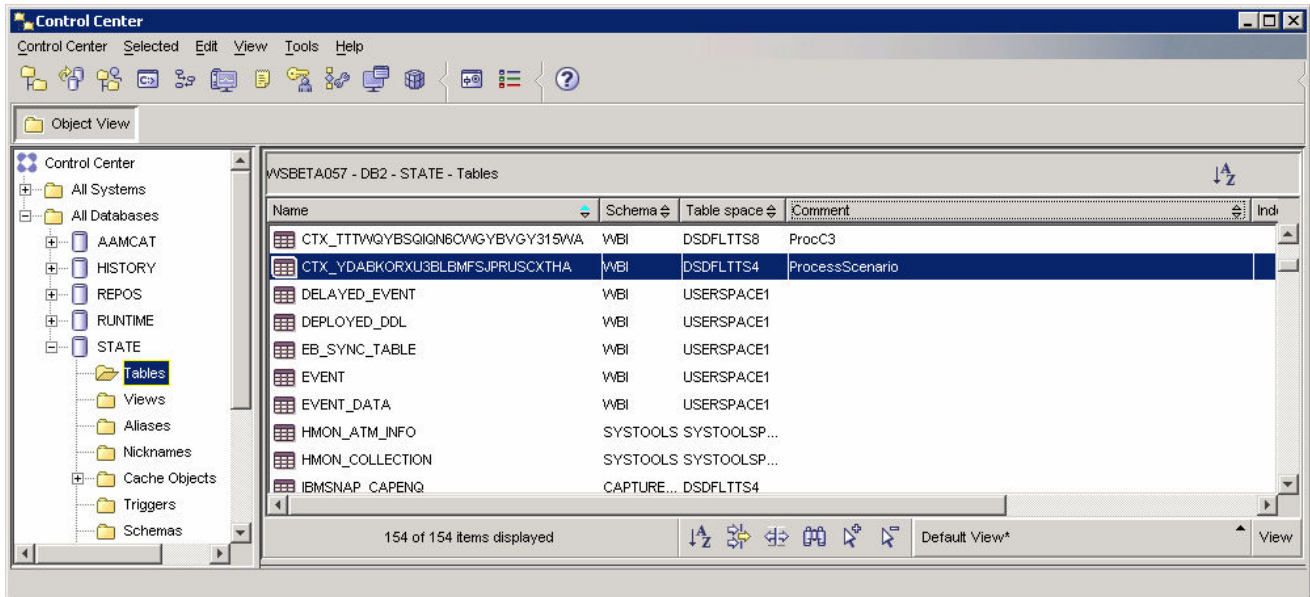 Control Center
Control Center Selected Edit View Tools Help
Object View
Control Center
All Systems
All Databases
AAMCAT
HISTORY
REPOS
RUNTIME
STATE
Tables
Views
Aliases
Nicknames
Cache Objects
Triggers
Schemas
WSBETA057 - DB2 - STATE - Tables
Name Schema Table space Comment Inde
CTX_TTTWQYBSQIQN6CWGYBVGY315WA WBI DSDFLTTS8 ProcC3
CTX_YDABKORXU3BLBMFSJPRUSCXTHA WBI DSDFLTTS4 ProcessScenario
DELAYED_EVENT WBI USERSPACE1
DEPLOYED_DDL WBI USERSPACE1
EB_SYNC_TABLE WBI USERSPACE1
EVENT WBI USERSPACE1
EVENT_DATA WBI USERSPACE1
HMON_ATM_INFO SYSTOOLS SYSTOOLSP...
HMON_COLLECTION SYSTOOLS SYSTOOLSP...
IBMSNAP_CAPENQ CAPTURE... DSDFLTTS4
154 of 154 items displayed Default View* View